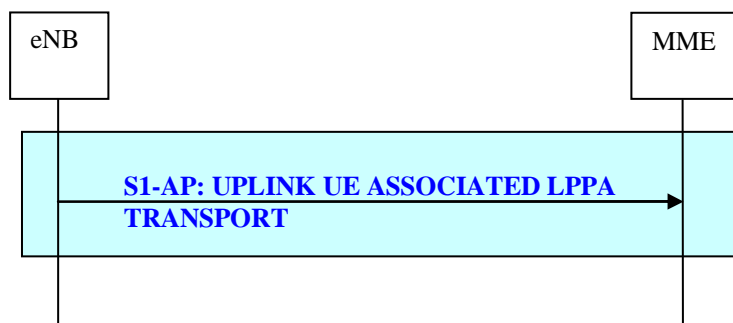 eNB
MME
S1-AP: UPLINK UE ASSOCIATED LPPA
TRANSPORT